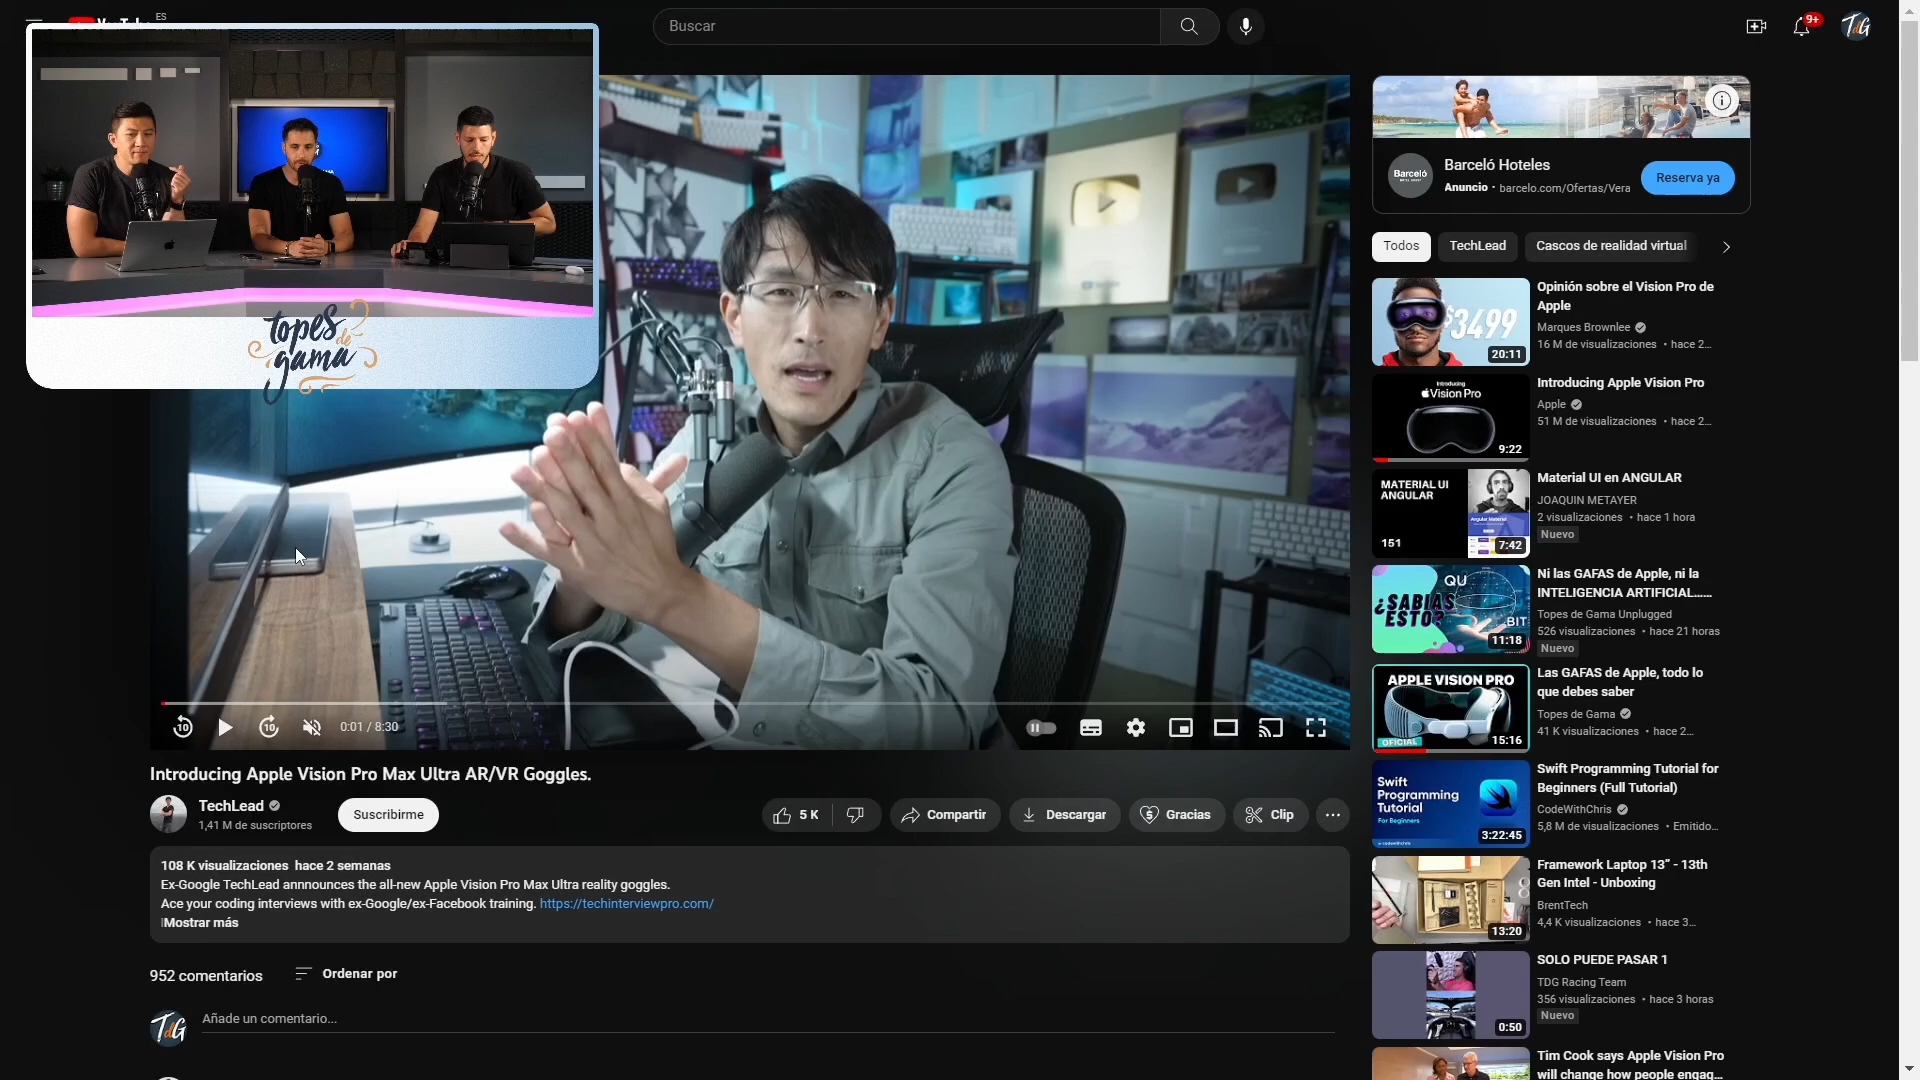 ES
Buscar
9+
TdG
topes
de
gama
Barceló
Barceló Hoteles
Anuncio · barcelo.com/Ofertas/Vera
Reserva ya
Todos
TechLead
Cascos de realidad virtual
$3499
20:11
Opinión sobre el Vision Pro de
Apple
Marques Brownlee
16 M de visualizaciones • hace 2...
Introducing
Vision Pro
9:22
Introducing Apple Vision Pro
Apple
51 M de visualizaciones • hace 2...
MATERIAL UI
ANGULAR
151
7:42
Material UI en ANGULAR
JOAQUIN METAYER
2 visualizaciones • hace 1 hora
Nuevo
QU
¿SABÍAS
ESTO?
BIT
11:18
Ni las GAFAS de Apple, ni la
INTELIGENCIA ARTIFICIAL......
Topes de Gama Unplugged
526 visualizaciones • hace 21 horas
Nuevo
APPLE VISION PRO
OFICIAL
15:16
Las GAFAS de Apple, todo lo
que debes saber
Topes de Gama
41 K visualizaciones • hace 2...
Swift
Programming
Tutorial
For Beginners
codewithchris
3:22:45
Swift Programming Tutorial for
Beginners (Full Tutorial)
CodeWithChris
5,8 M de visualizaciones • Emitido...
13:20
Framework Laptop 13” - 13th
Gen Intel - Unboxing
BrentTech
4,4 K visualizaciones • hace 3...
0:50
SOLO PUEDE PASAR 1
TDG Racing Team
356 visualizaciones • hace 3 horas
Nuevo
Tim Cook says Apple Vision Pro
will change how people engag...
10
10
0:01 / 8:30
Introducing Apple Vision Pro Max Ultra AR/VR Goggles.
TechLead
1,41 M de suscriptores
Suscribirme
5 K
Compartir
Descargar
Gracias
Clip
108 K visualizaciones hace 2 semanas
Ex-Google TechLead annnounces the all-new Apple Vision Pro Max Ultra reality goggles.
Ace your coding interviews with ex-Google/ex-Facebook training. https://techinterviewpro.com/
Mostrar más
952 comentarios
Ordenar por
TdG
Añade un comentario...